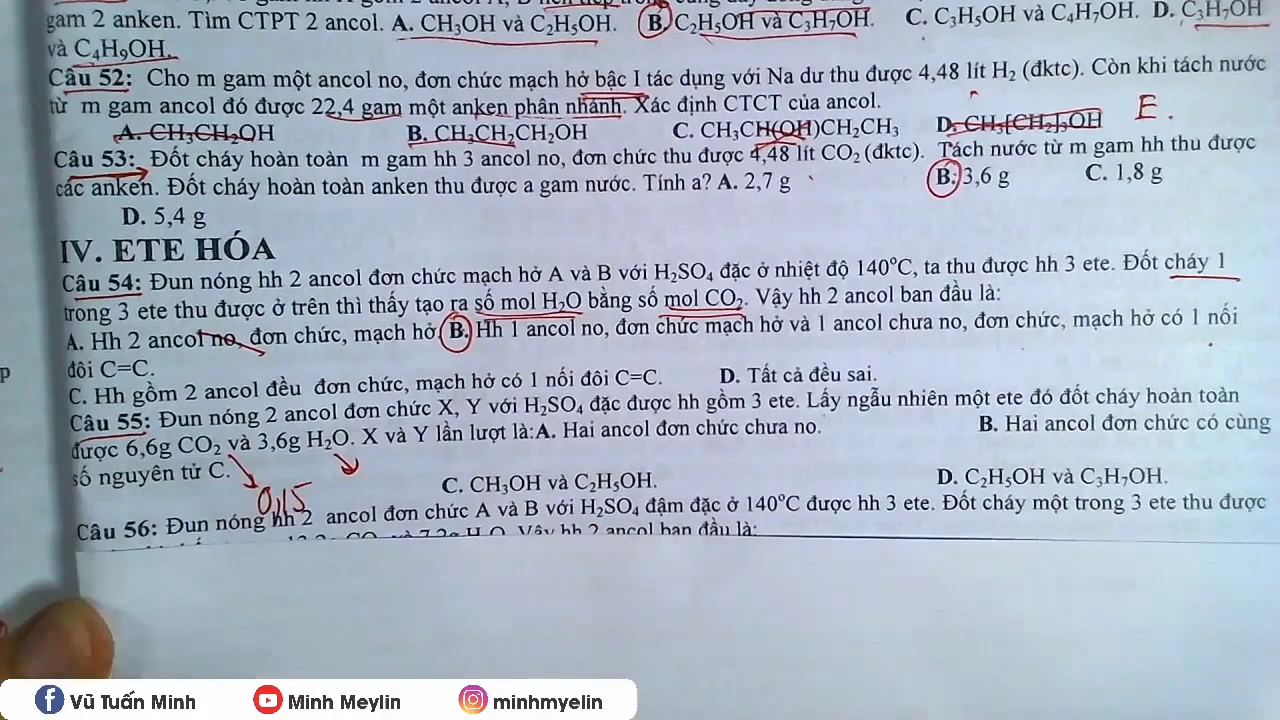 gam 2 anken. Tìm CTPT 2 ancol. A. CH₃OH và C₂H₅OH. B. C₂H₅OH và C₃H₇OH. C. C₃H₅OH và C₄H₇OH. D. C₃H₇OH
và C₄H₉OH.
Câu 52: Cho m gam một ancol no, đơn chức mạch hở bậc I tác dụng với Na dư thu được 4,48 lít H₂ (đktc). Còn khi tách nước
từ m gam ancol đó được 22,4 gam một anken phân nhánh. Xác định CTCT của ancol.
A. CH₃CH₂OH B. CH₃CH₂CH₂OH C. CH₃CH(OH)CH₂CH₃ D. CH₃[CH₂]₃OH E.
Câu 53: Đốt cháy hoàn toàn m gam hh 3 ancol no, đơn chức thu được 4,48 lít CO₂ (đktc). Tách nước từ m gam hh thu được
các anken. Đốt cháy hoàn toàn anken thu được a gam nước. Tính a? A. 2,7 g B. 3,6 g C. 1,8 g
D. 5,4 g
IV. ETE HÓA
Câu 54: Đun nóng hh 2 ancol đơn chức mạch hở A và B với H₂SO₄ đặc ở nhiệt độ 140°C, ta thu được hh 3 ete. Đốt cháy 1
trong 3 ete thu được ở trên thì thấy tạo ra số mol H₂O bằng số mol CO₂. Vậy hh 2 ancol ban đầu là:
A. Hh 2 ancol no, đơn chức, mạch hở B. Hh 1 ancol no, đơn chức mạch hở và 1 ancol chưa no, đơn chức, mạch hở có 1 nối
đôi C=C.
C. Hh gồm 2 ancol đều đơn chức, mạch hở có 1 nối đôi C=C. D. Tất cả đều sai.
Câu 55: Đun nóng 2 ancol đơn chức X, Y với H₂SO₄ đặc được hh gồm 3 ete. Lấy ngẫu nhiên một ete đó đốt cháy hoàn toàn
được 6,6g CO₂ và 3,6g H₂O. X và Y lần lượt là:A. Hai ancol đơn chức chưa no. B. Hai ancol đơn chức có cùng
số nguyên tử C. C. CH₃OH và C₂H₅OH. D. C₂H₅OH và C₃H₇OH.
0,15
Câu 56: Đun nóng hh 2 ancol đơn chức A và B với H₂SO₄ đậm đặc ở 140°C được hh 3 ete. Đốt cháy một trong 3 ete thu được
Vậy hh 2 ancol ban đầu là:
Vũ Tuấn Minh Minh Meylin minhmyelin